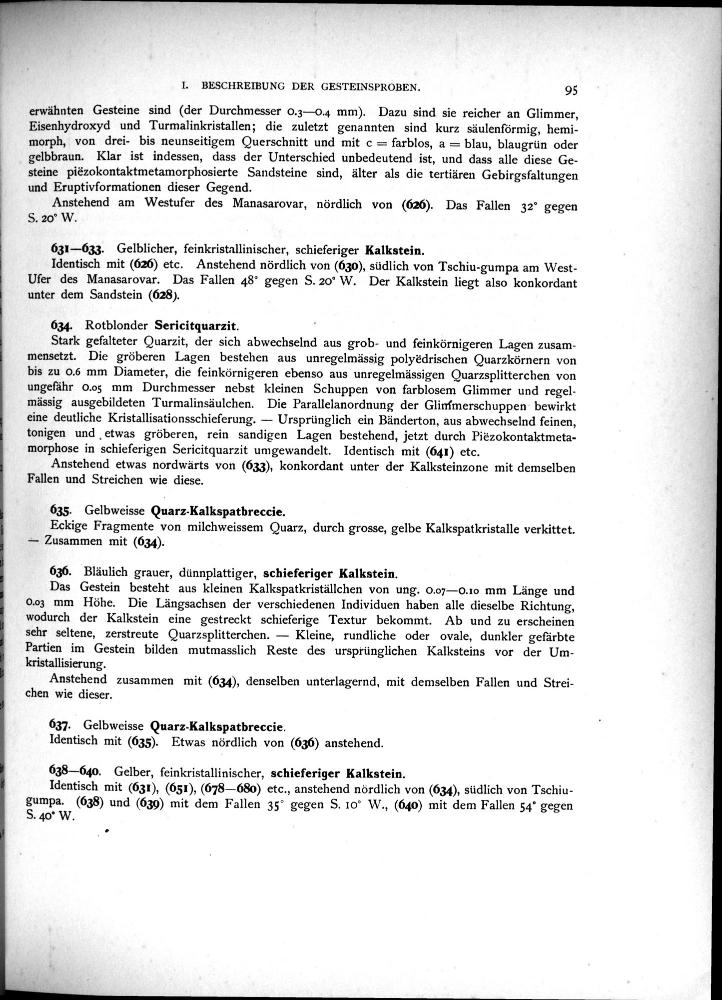 I. BESCHREIBUNG DER GESTEINSPROBEN. 95
erwähnten Gesteine sind (der Durchmesser 0.3—0.4 mm). Dazu sind sie reicher an Glimmer,
Eisenhydroxyd und Turmalinkristallen; die zuletzt genannten sind kurz säulenförmig, hemi-
morph, von drei- bis neunseitigem Querschnitt und mit c = farblos, a = blau, blaugrün oder
gelbbraun. Klar ist indessen, dass der Unterschied unbedeutend ist, und dass alle diese Ge-
steine piëzokontaktmetamorphosierte Sandsteine sind, älter als die tertiären Gebirgsfaltungen
und Eruptivformationen dieser Gegend.
Anstehend am Westufer des Manasarovar, nördlich von (626). Das Fallen 32° gegen
S. 20° W.
631—633. Gelblicher, feinkristallinischer, schieferiger Kalkstein.
Identisch mit (626) etc. Anstehend nördlich von (630), südlich von Tschiu-gumpa am West-
Ufer des Manasarovar. Das Fallen 48° gegen S. 20° W. Der Kalkstein liegt also konkordant
unter dem Sandstein (628).
634. Rotblonder Sericitquarzit.
Stark gefalteter Quarzit, der sich abwechselnd aus grob- und feinkörnigeren Lagen zusam-
mensetzt. Die gröberen Lagen bestehen aus unregelmässig polyëdrischen Quarzkörnern von
bis zu 0.6 mm Diameter, die feinkörnigeren ebenso aus unregelmässigen Quarzsplitterchen von
ungefähr 0.05 mm Durchmesser nebst kleinen Schuppen von farblosem Glimmer und regel-
mässig ausgebildeten Turmalinsäulchen. Die Parallelanordnung der Glimmerschuppen bewirkt
eine deutliche Kristallisationsschieferung. — Ursprünglich ein Bänderton, aus abwechselnd feinen,
tonigen und etwas gröberen, rein sandigen Lagen bestehend, jetzt durch Piëzokontaktmeta-
morphose in schieferigen Sericitquarzit umgewandelt. Identisch mit (641) etc.
Anstehend etwas nordwärts von (633), konkordant unter der Kalksteinzone mit demselben
Fallen und Streichen wie diese.
635. Gelbweisse Quarz-Kalkspatbreccie.
Eckige Fragmente von milchweissem Quarz, durch grosse, gelbe Kalkspatkristalle verkittet.
— Zusammen mit (634).
636. Bläulich grauer, dünnplattiger, schieferiger Kalkstein.
Das Gestein besteht aus kleinen Kalkspatkriställchen von ung. 0.07—0.10 mm Länge und
0.03 mm Höhe. Die Längsachsen der verschiedenen Individuen haben alle dieselbe Richtung,
wodurch der Kalkstein eine gestreckt schieferige Textur bekommt. Ab und zu erscheinen
sehr seltene, zerstreute Quarzsplitterchen. — Kleine, rundliche oder ovale, dunkler gefärbte
Partien im Gestein bilden mutmasslich Reste des ursprünglichen Kalksteins vor der Um-
kristallisierung.
Anstehend zusammen mit (634), denselben unterlagernd, mit demselben Fallen und Strei-
chen wie dieser.
637. Gelbweisse Quarz-Kalkspatbreccie.
Identisch mit (635). Etwas nördlich von (636) anstehend.
638—640. Gelber, feinkristallinischer, schieferiger Kalkstein.
Identisch mit (631), (651), (678—680) etc., anstehend nördlich von (634), südlich von Tschiu-
gumpa. (638) und (639) mit dem Fallen 35° gegen S. 10° W., (640) mit dem Fallen 54° gegen
S. 40° W.